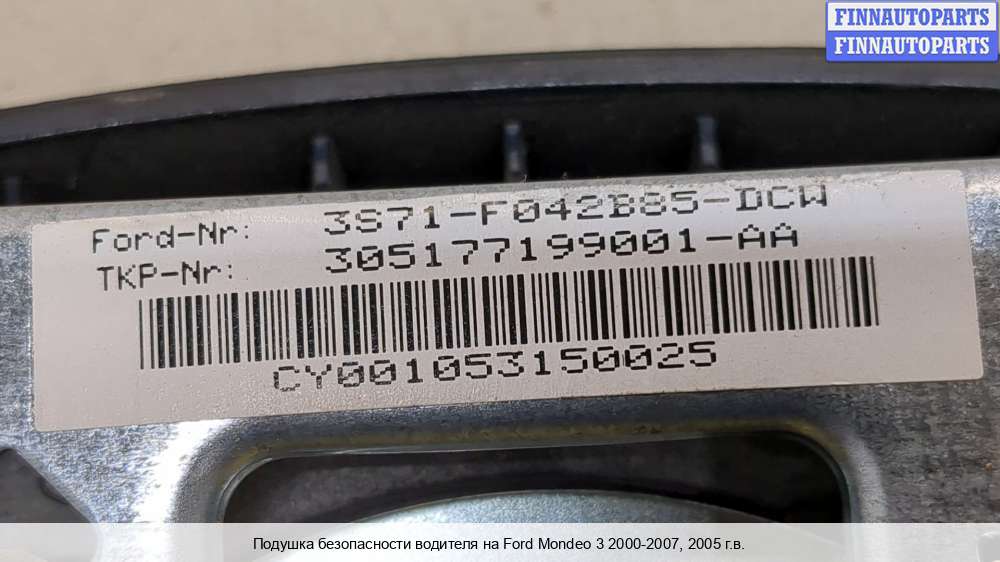 FINNAUTOPARTS
FINNAUTOPARTS
Ford-Nr: 3S71-F042B85-DCW
TKP-Nr: 305177199001-AA
CY001053150025
Подушка безопасности водителя на Ford Mondeo 3 2000-2007, 2005 г.в.